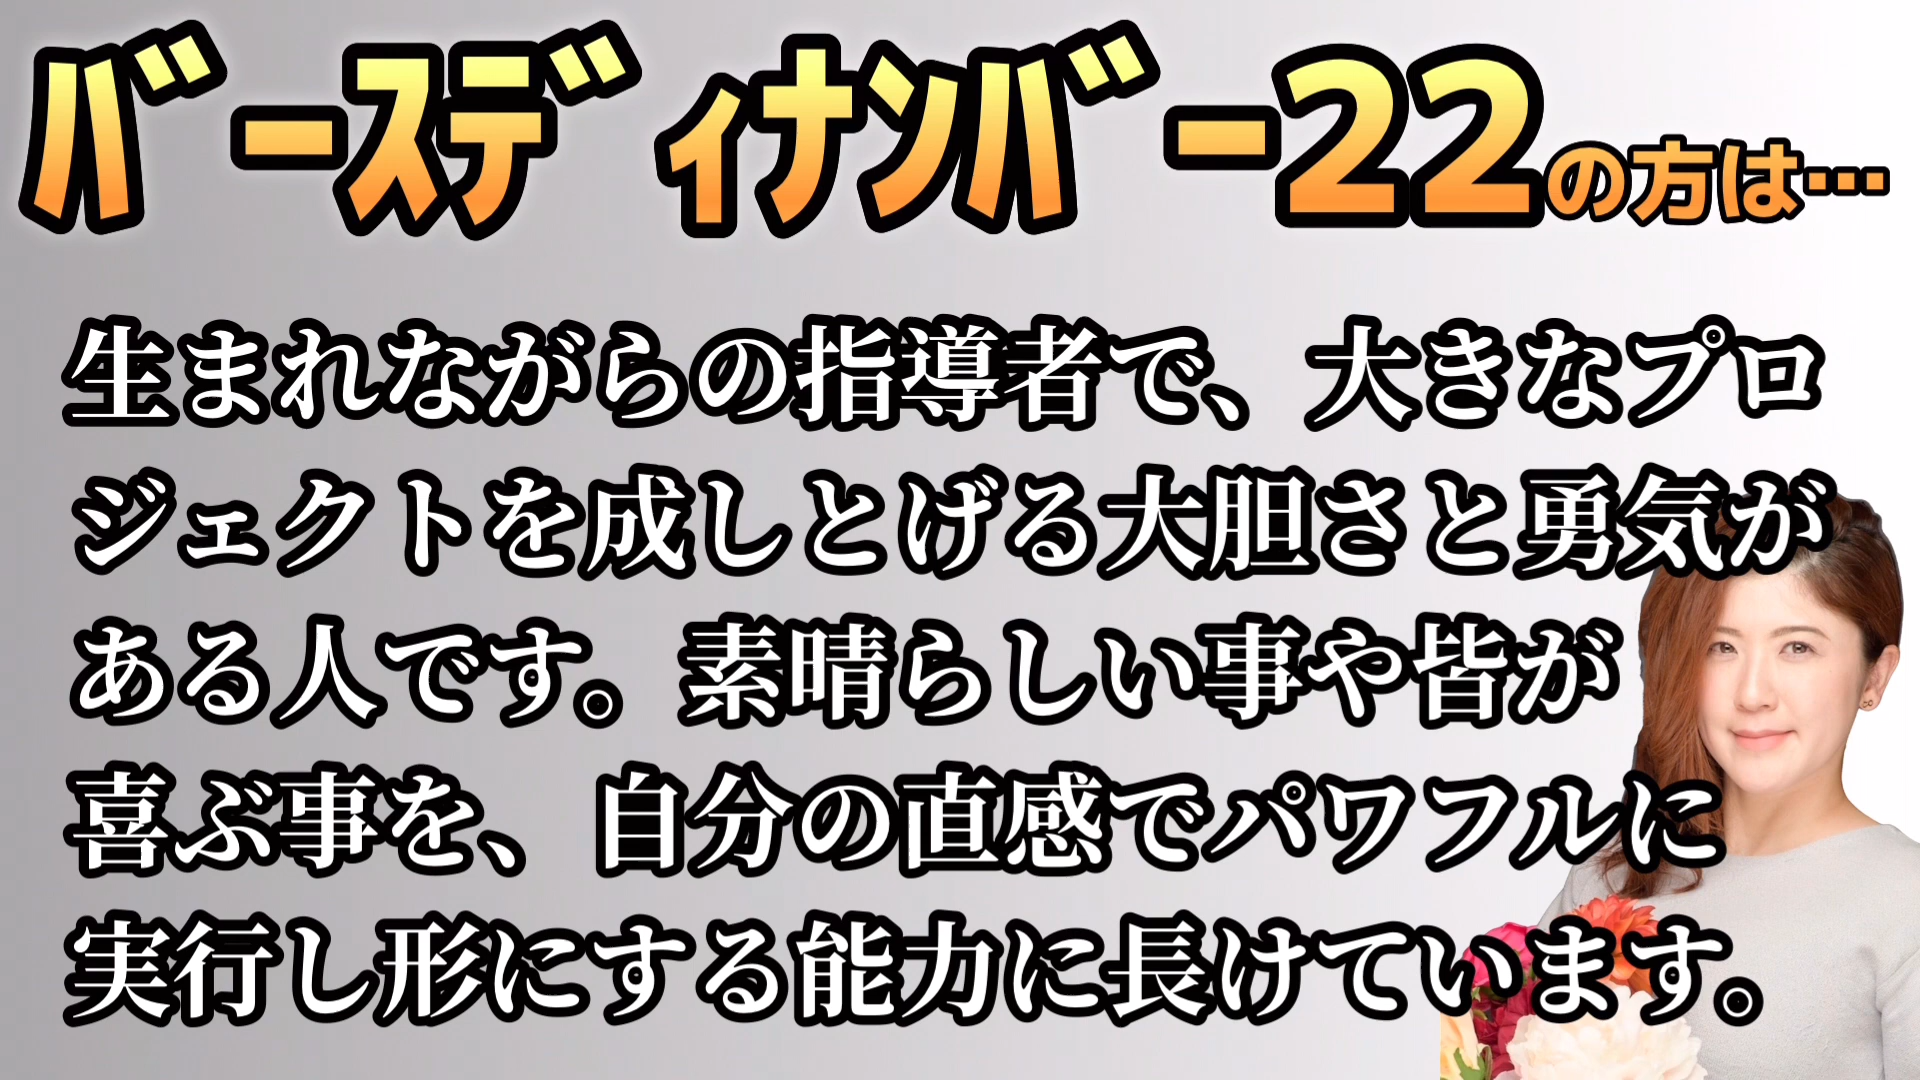 ﾊﾞｰｽﾃﾞｨﾅﾝﾊﾞｰ22の方は…
生まれながらの指導者で、大きなプロ
ジェクトを成しとげる大胆さと勇気が
ある人です。素晴らしい事や皆が
喜ぶ事を、自分の直感でパワフルに
実行し形にする能力に長けています。